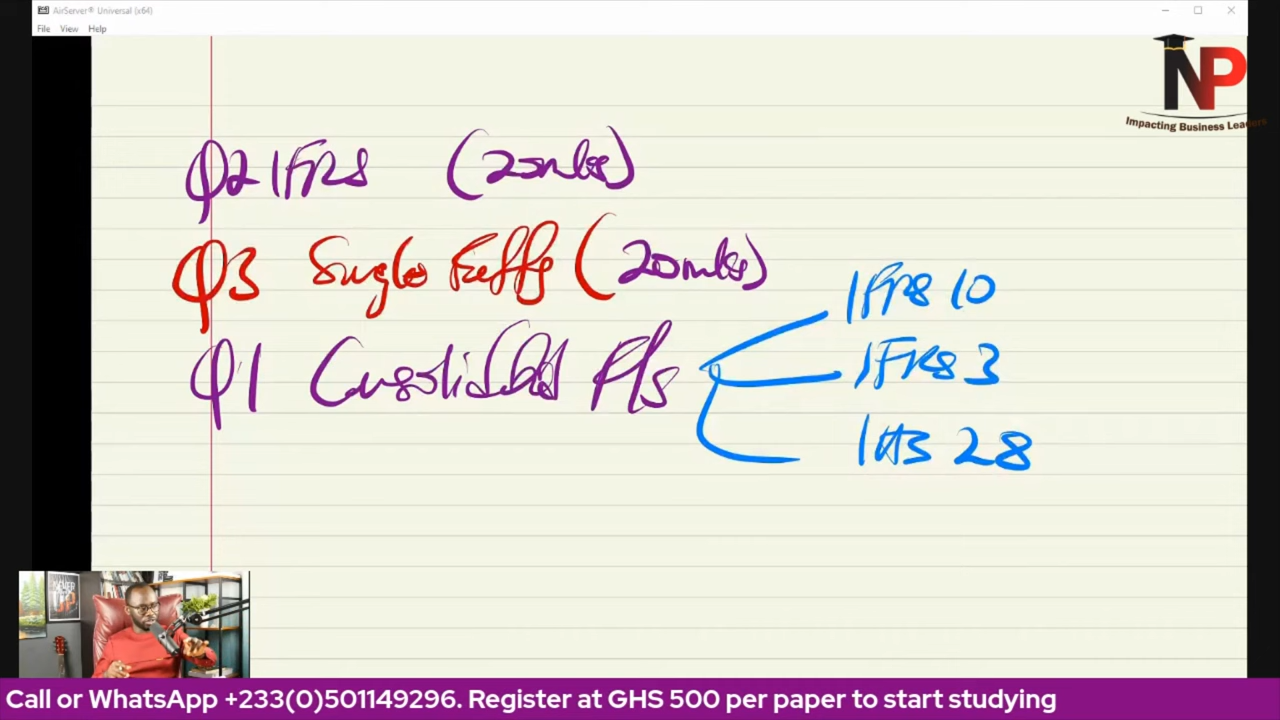 AirServer® Universal (x64)
File View Help
NP
Impacting Business Leaders
Q2 IFRS (20mks)
Q3 Single (20mks)
Q1 Consolidated F/s
IFRS 10
IFRS 3
IAS 28
Call or WhatsApp +233(0)501149296. Register at GHS 500 per paper to start studying